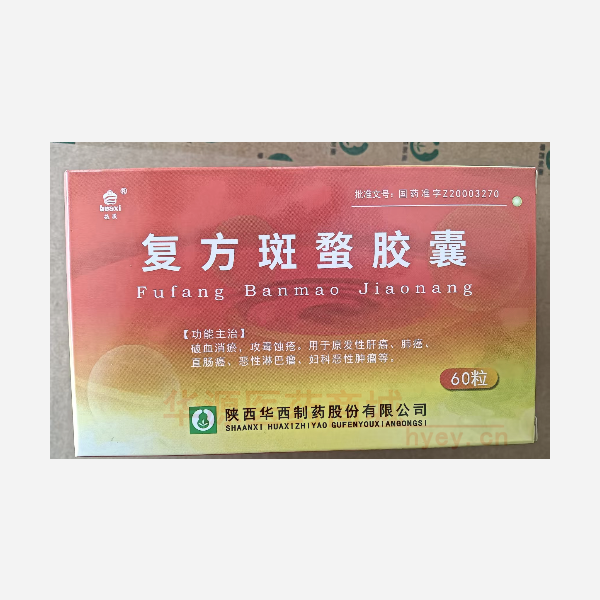 批准文号：国药准字Z20003270
复方斑蝥胶囊
Fufang Banmao Jiaonang
【功能主治】
破血消瘀，攻毒蚀疮。用于原发性肝癌、肺癌、
直肠癌、恶性淋巴瘤、妇科恶性肿瘤等。
60粒
陕西华西制药股份有限公司
SHAANXI HUAXIZHIYAO GUFENYOUXIANGONGSI
hyey.cn